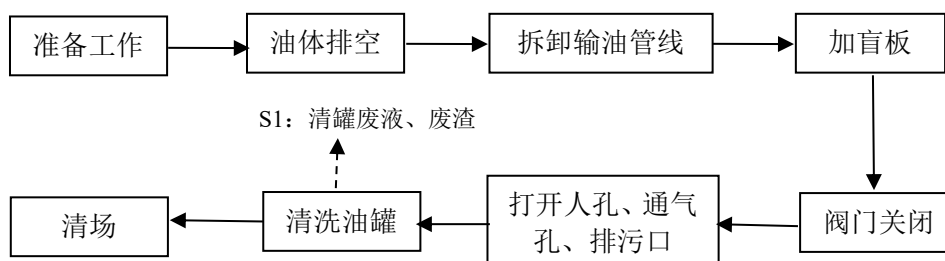 准备工作
油体排空
拆卸输油管线
加盲板
S1：清罐废液、废渣
清场
清洗油罐
打开人孔、通气
孔、排污口
阀门关闭